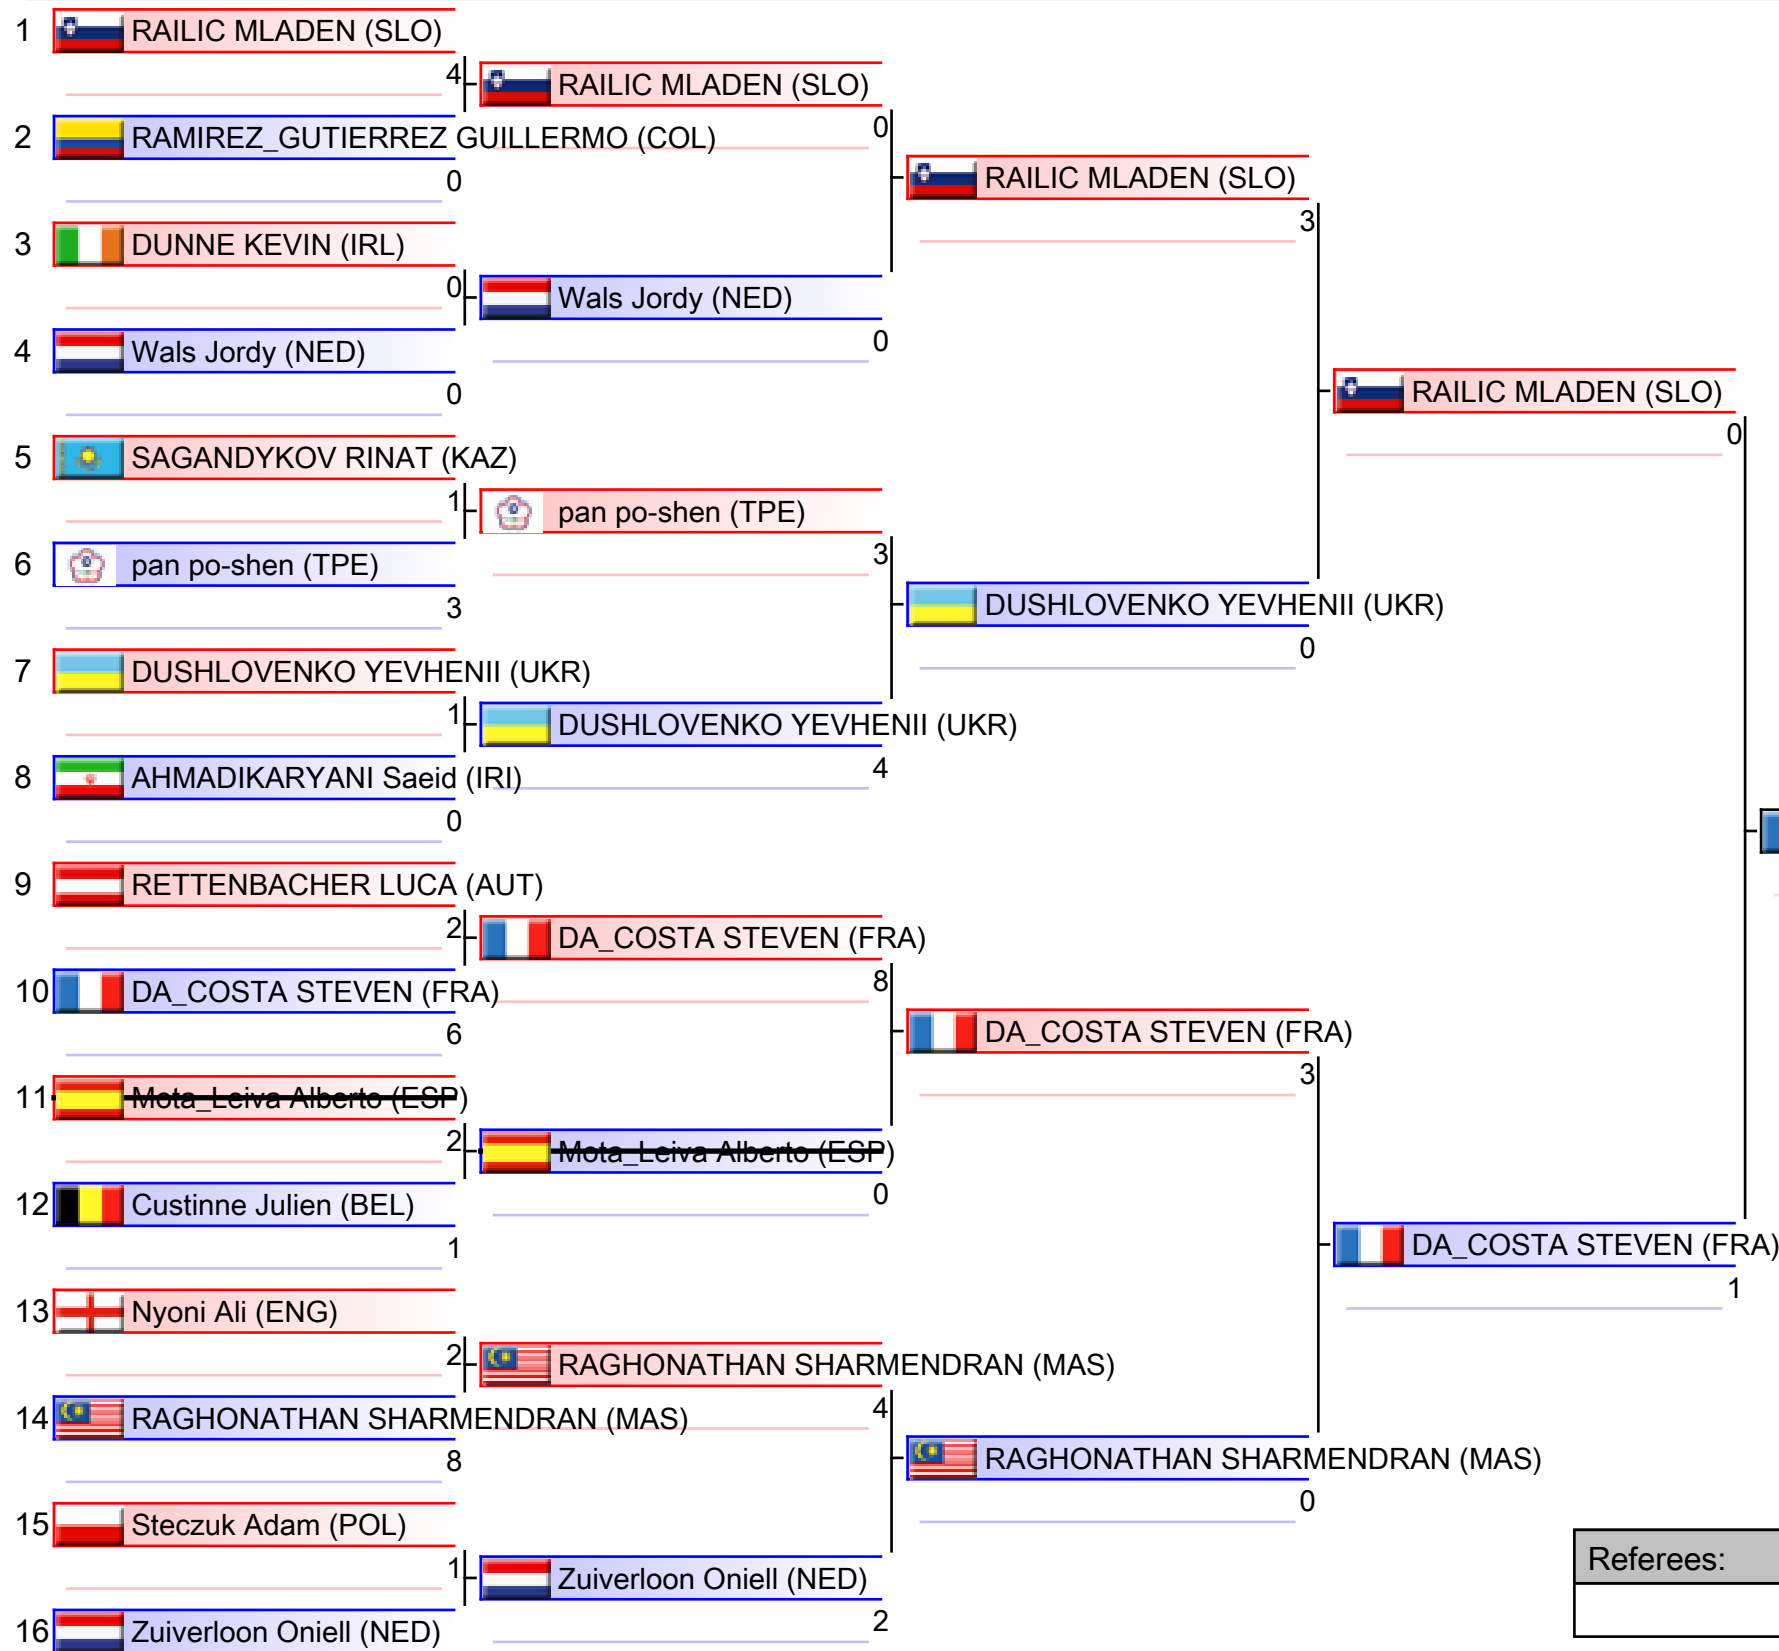 1 RAILIC MLADEN (SLO)
4 RAILIC MLADEN (SLO)
2 RAMIREZ_GUTIERREZ GUILLERMO (COL) 0
0 RAILIC MLADEN (SLO)
3 DUNNE KEVIN (IRL) 3
0 Wals Jordy (NED)
4 Wals Jordy (NED) 0
0 RAILIC MLADEN (SLO)
5 SAGANDYKOV RINAT (KAZ) 0
1 pan po-shen (TPE)
6 pan po-shen (TPE) 3
3 DUSHLOVENKO YEVHENII (UKR)
7 DUSHLOVENKO YEVHENII (UKR) 0
1 DUSHLOVENKO YEVHENII (UKR)
8 AHMADIKARYANI Saeid (IRI) 4
0
9 RETTENBACHER LUCA (AUT)
2 DA_COSTA STEVEN (FRA)
10 DA_COSTA STEVEN (FRA) 8
6 DA_COSTA STEVEN (FRA)
11 Mota_Leiva Alberto (ESP) 3
2 Mota_Leiva Alberto (ESP)
12 Custinne Julien (BEL) 0
1 DA_COSTA STEVEN (FRA)
13 Nyoni Ali (ENG) 1
2 RAGHONATHAN SHARMENDRAN (MAS)
14 RAGHONATHAN SHARMENDRAN (MAS) 4
8 RAGHONATHAN SHARMENDRAN (MAS)
15 Steczuk Adam (POL) 0
1 Zuiverloon Oniell (NED)
Referees:
16 Zuiverloon Oniell (NED) 2